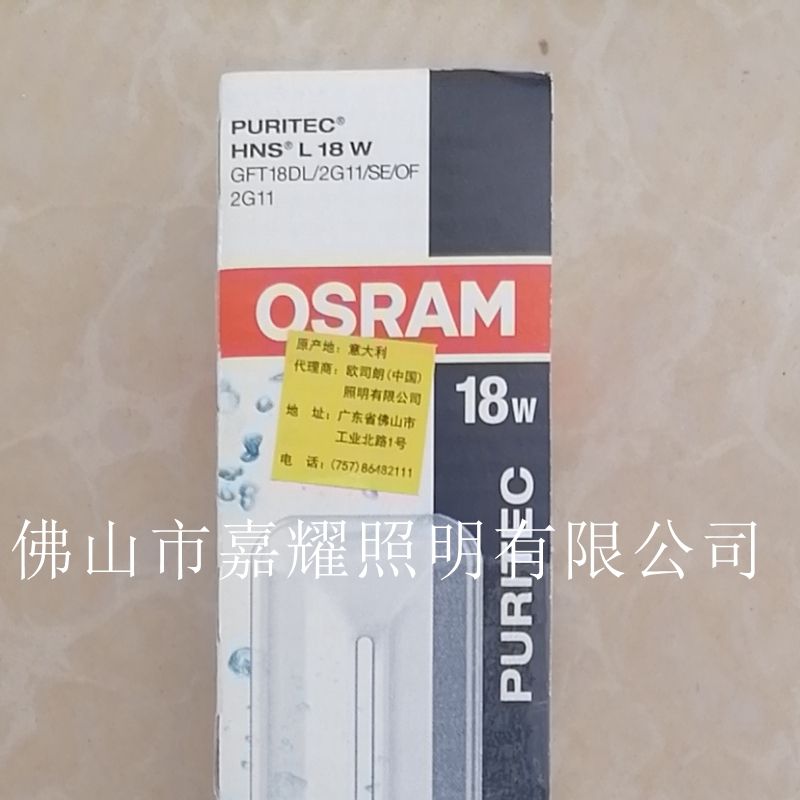 PURITEC®
HNS® L 18 W
GFT18DL/2G11/SE/OF
2G11
OSRAM
18W
原产地：意大利
代理商：欧司朗(中国)
照明有限公司
地 址：广东省佛山市
工业北路1号
电 话：(757)86482111
PURITEC
佛山市嘉耀照明有限公司